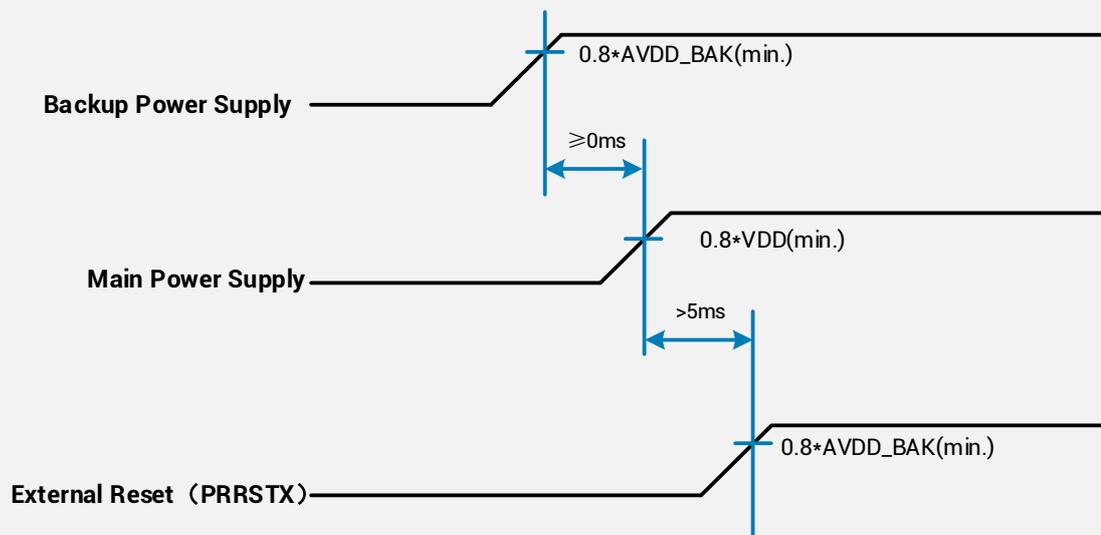 0.8*AVDD_BAK(min.)
Backup Power Supply
≥0ms
0.8*VDD(min.)
Main Power Supply
>5ms
0.8*AVDD_BAK(min.)
External Reset（PRRSTX）